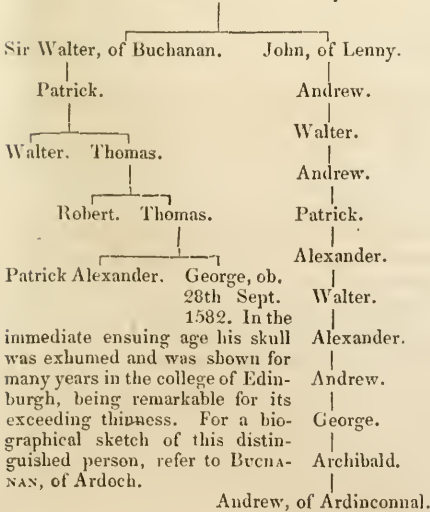 Sir Walter, of Buchanan. John, of Lenny.
Patrick. Andrew.
Walter.
Walter. Thomas.
Andrew.
Robert. Thomas. Patrick.
Alexander.
Patrick Alexander. George, ob.
28th Sept. Walter.
1582. In the
immediate ensuing age his skull Alexander.
was exhumed and was shown for
many years in the college of Edin- Andrew.
burgh, being remarkable for its
exceeding thinness. For a bio- George.
graphical sketch of this distin-
guished person, refer to BUCHA- Archibald.
NAN, of Ardoch.
Andrew, of Ardinconnal.